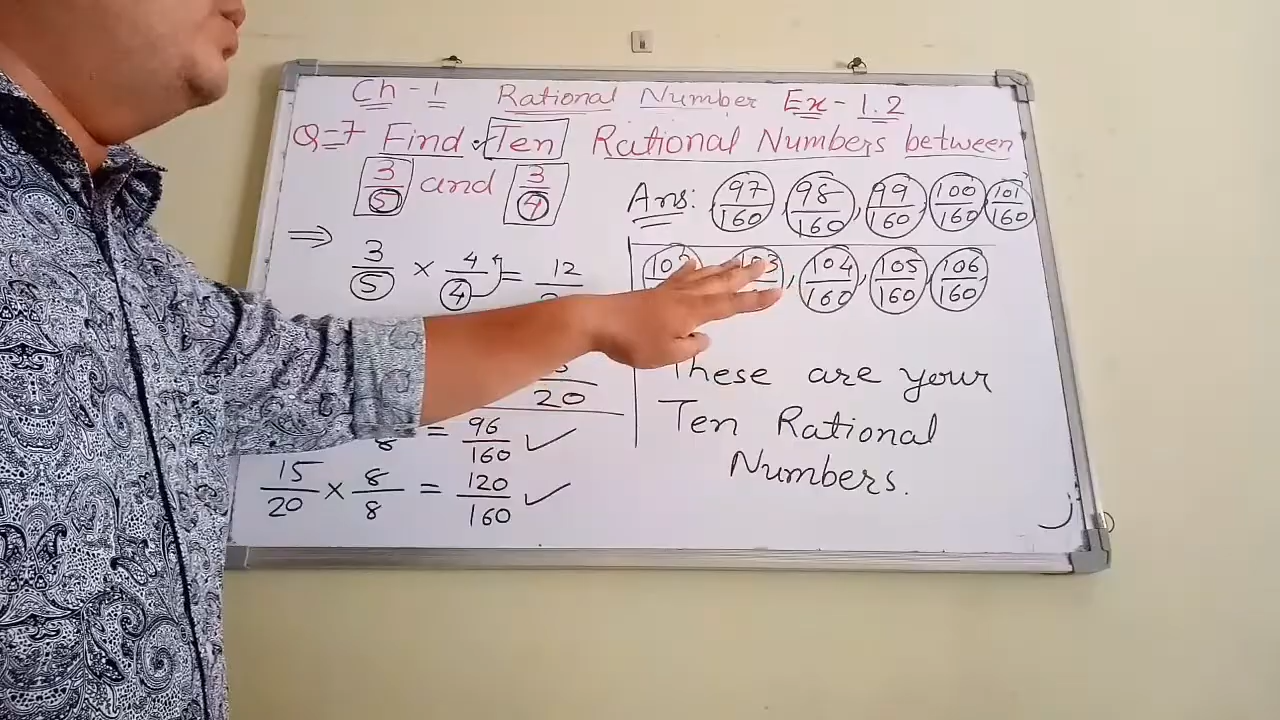 Ch - 1 Rational Number Ex - 1.2
Q=7 Find Ten Rational Numbers between
3/5 and 3/4
Ans: 97/160, 98/160, 99/160, 100/160, 101/160
103, 104/160, 105/160, 106/160
⇒ 3/5 × 4/4 = 12
20
8 = 96/160 ✓
15/20 × 8/8 = 120/160 ✓
These are your
Ten Rational
Numbers.